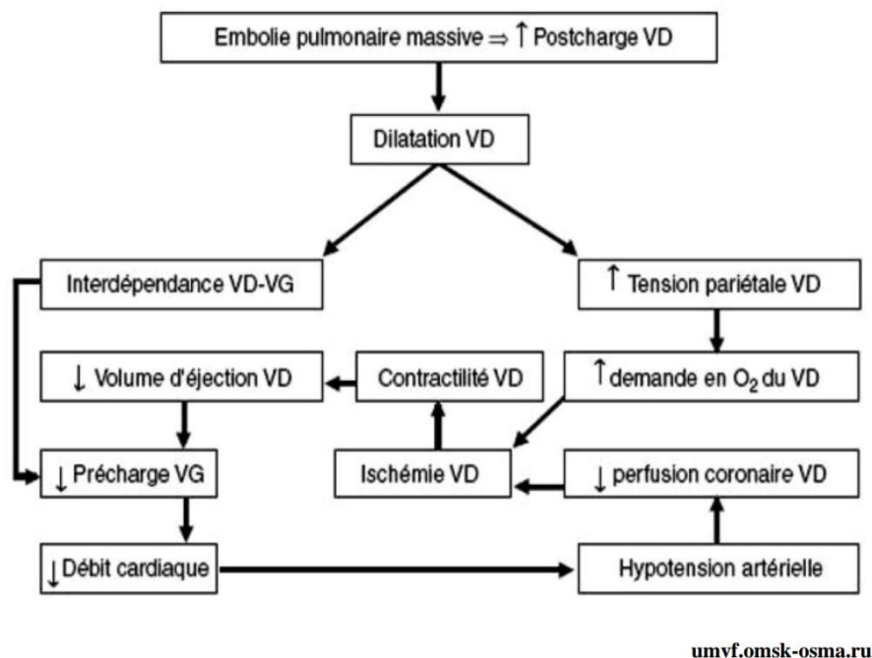 Embolie pulmonaire massive ⇒ ↑ Postcharge VD
Dilatation VD
Interdépendance VD-VG
↑ Tension pariétale VD
↓ Volume d'éjection VD
Contractilité VD
↑ demande en O₂ du VD
↓ Précharge VG
Ischémie VD
↓ perfusion coronaire VD
↓ Débit cardiaque
Hypotension artérielle
umvf.omsk-osma.ru